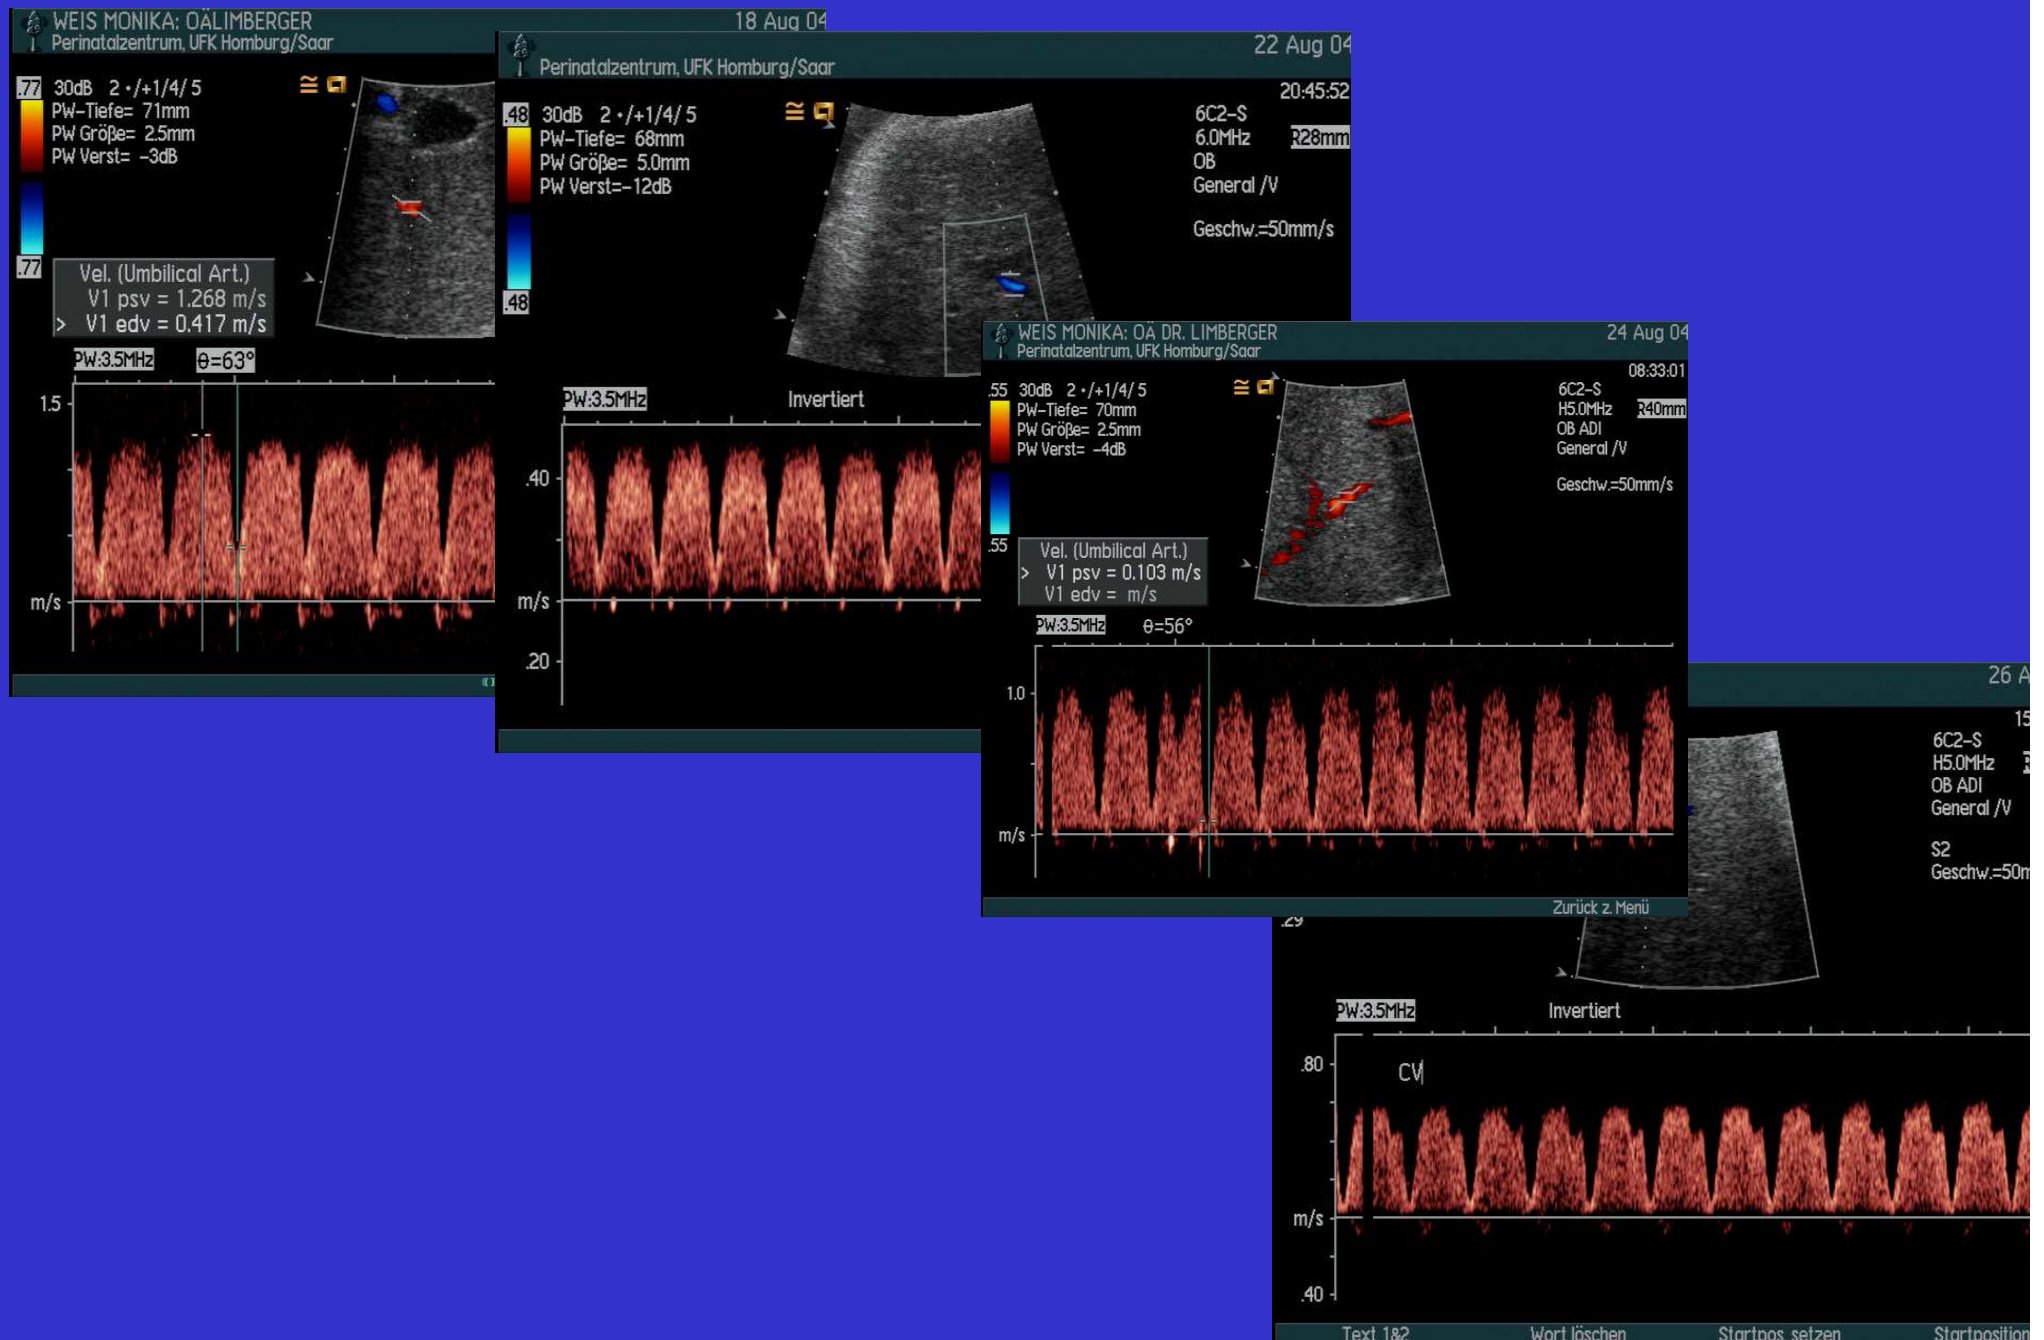 WEIS MONIKA: OÄLIMBERGER
18 Aug 04
Perinatalzentrum, UFK Homburg/Saar
.77
30dB 2 •/+1/4/ 5
PW-Tiefe= 71mm
PW Größe= 2.5mm
PW Verst= -3dB
.77
Vel. (Umbilical Art.)
V1 psv = 1.268 m/s
> V1 edv = 0.417 m/s
PW:3.5MHz
θ=63°
1.5
m/s
22 Aug 04
Perinatalzentrum, UFK Homburg/Saar
20:45:52
.48
30dB 2 •/+1/4/ 5
PW-Tiefe= 68mm
PW Größe= 5.0mm
PW Verst=-12dB
.48
6C2-S
6.0MHz R28mm
OB
General /V
Geschw.=50mm/s
PW:3.5MHz
Invertiert
.40
m/s
.20
WEIS MONIKA: OÄ DR. LIMBERGER
24 Aug 04
Perinatalzentrum, UFK Homburg/Saar
08:33:01
.55
30dB 2 •/+1/4/ 5
PW-Tiefe= 70mm
PW Größe= 2.5mm
PW Verst= -4dB
.55
6C2-S
H5.0MHz R40mm
OB ADI
General /V
Geschw.=50mm/s
Vel. (Umbilical Art.)
> V1 psv = 0.103 m/s
V1 edv = m/s
PW:3.5MHz
θ=56°
1.0
m/s
Zurück z. Menü
26 A
15
6C2-S
H5.0MHz
OB ADI
General /V
S2
Geschw.=50m
.29
PW:3.5MHz
Invertiert
.80
CV
m/s
.40
Text 1&2
Wort löschen
Startpos. setzen
Startposition